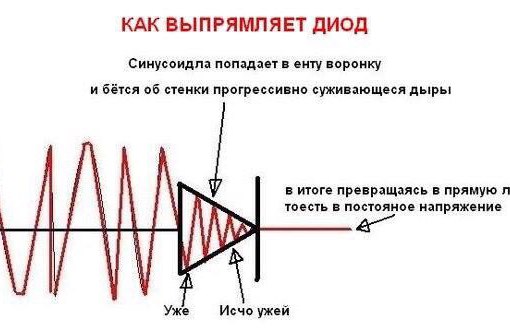 КАК ВЫПРЯМЛЯЕТ ДИОД
Синусоидла попадает в енту воронку
и бётся об стенки прогрессивно суживающеся дыры
в итоге превращаясь в прямую л
тоесть в постояное напряжение
Уже
Исчо ужей